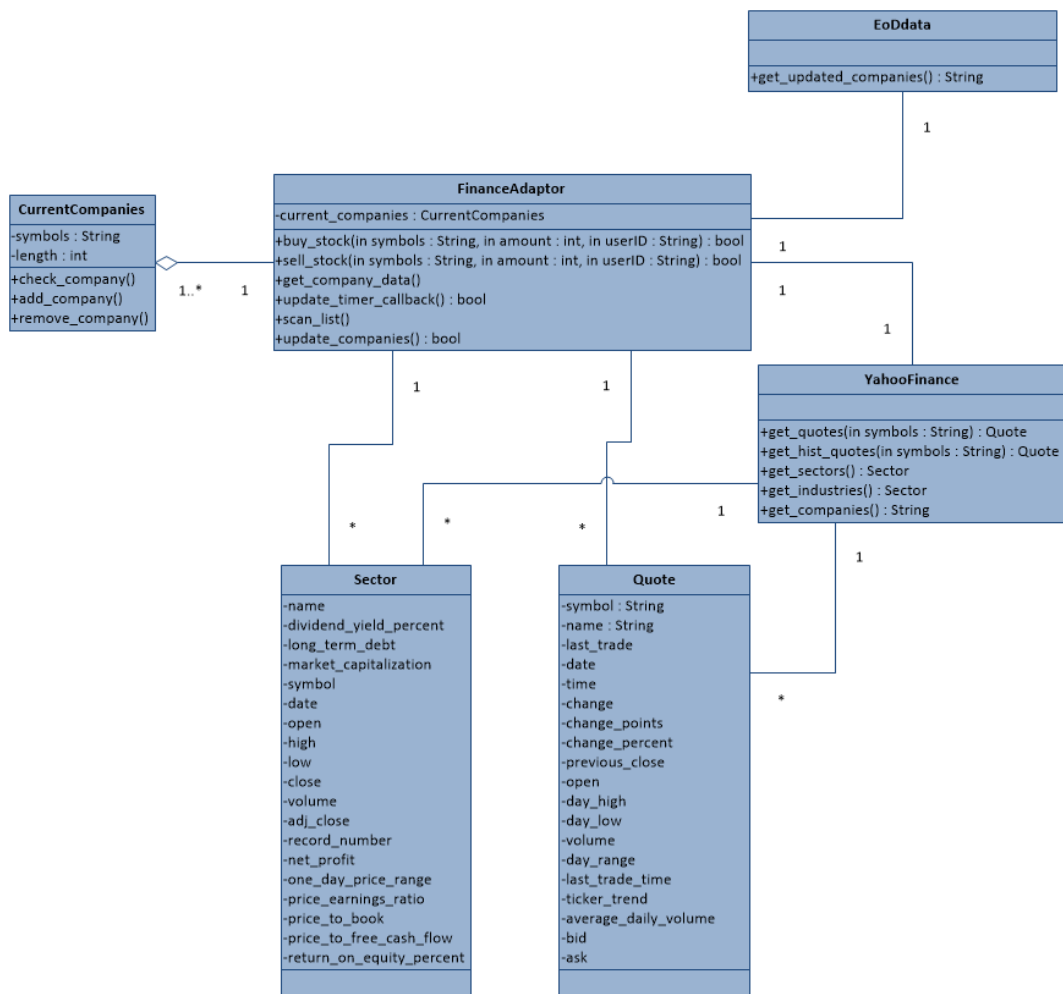 EoDdata
+get_updated_companies() : String
1
FinanceAdaptor
-current_companies : CurrentCompanies
+buy_stock(in symbols : String, in amount : int, in userID : String) : bool
+sell_stock(in symbols : String, in amount : int, in userID : String) : bool
+get_company_data()
+update_timer_callback() : bool
+scan_list()
+update_companies() : bool
CurrentCompanies
-symbols : String
-length : int
+check_company()
+add_company()
+remove_company()
1..*
1
1
1
1
1
1
YahooFinance
+get_quotes(in symbols : String) : Quote
+get_hist_quotes(in symbols : String) : Quote
+get_sectors() : Sector
+get_industries() : Sector
+get_companies() : String
*
*
*
1
1
*
Sector
-name
-dividend_yield_percent
-long_term_debt
-market_capitalization
-symbol
-date
-open
-high
-low
-close
-volume
-adj_close
-record_number
-net_profit
-one_day_price_range
-price_earnings_ratio
-price_to_book
-price_to_free_cash_flow
-return_on_equity_percent
Quote
-symbol : String
-name : String
-last_trade
-date
-time
-change
-change_points
-change_percent
-previous_close
-open
-day_high
-day_low
-volume
-day_range
-last_trade_time
-ticker_trend
-average_daily_volume
-bid
-ask